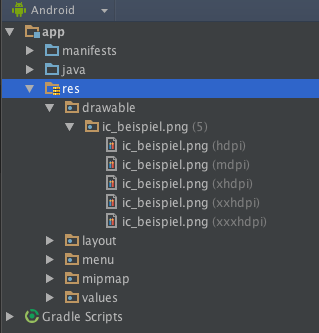 Android
app
manifests
java
res
drawable
ic_beispiel.png (5)
ic_beispiel.png (hdpi)
ic_beispiel.png (mdpi)
ic_beispiel.png (xhdpi)
ic_beispiel.png (xxhdpi)
ic_beispiel.png (xxxhdpi)
layout
menu
mipmap
values
Gradle Scripts